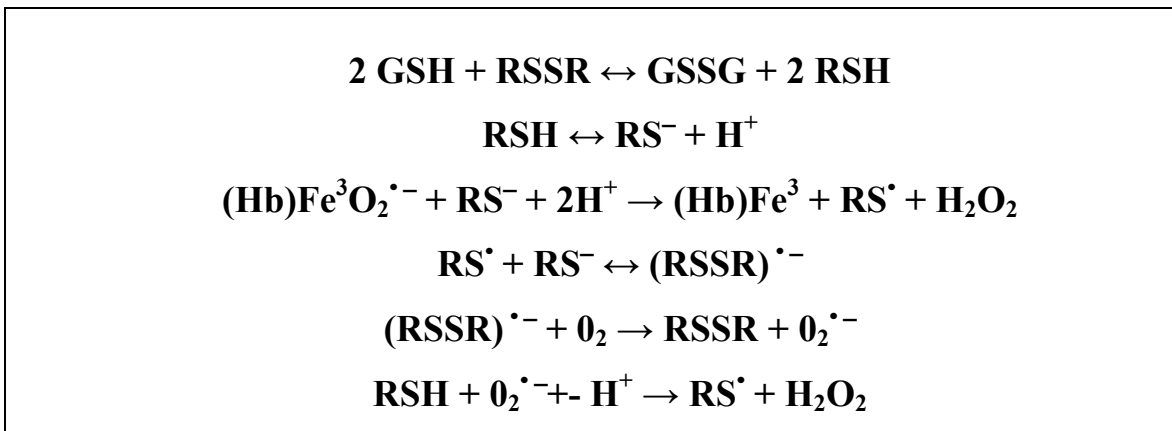 2 GSH + RSSR ↔ GSSG + 2 RSH
RSH ↔ RS⁻ + H⁺
(Hb)Fe³O₂•⁻ + RS⁻ + 2H⁺ → (Hb)Fe³ + RS• + H₂O₂
RS• + RS⁻ ↔ (RSSR) •⁻
(RSSR) •⁻ + 0₂ → RSSR + 0₂•⁻
RSH + 0₂•⁻+- H⁺ → RS• + H₂O₂